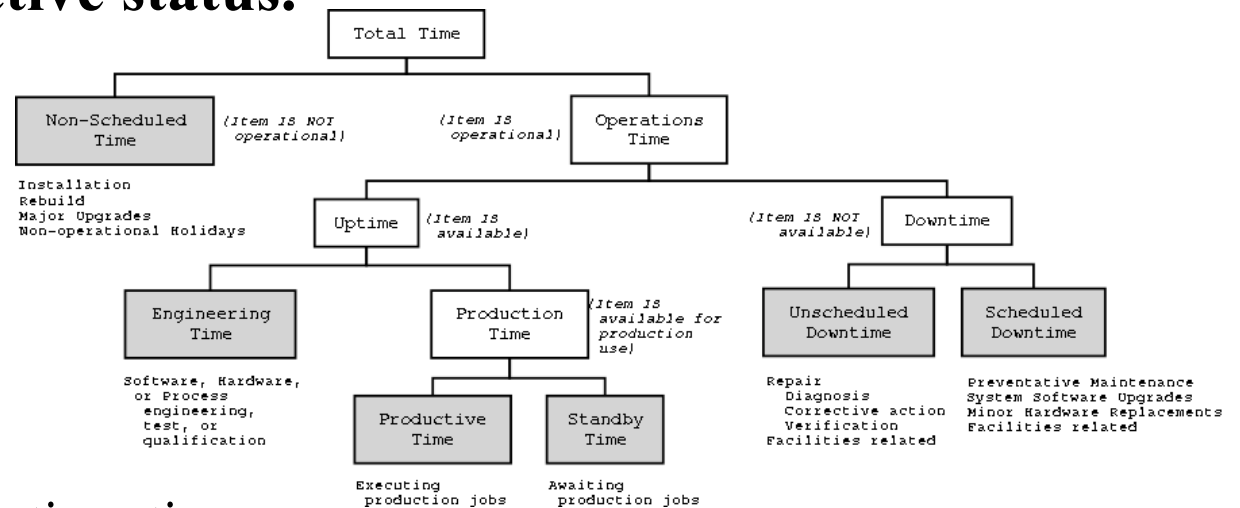 ctive status.
Total Time
Non-Scheduled
Time
(Item IS NOT
operational)
(Item IS
operational)
Operations
Time
Installation
Rebuild
Major Upgrades
Non-operational Holidays
Uptime
(Item IS
available)
(Item IS NOT
available)
Downtime
Engineering
Time
Production
Time
(Item IS
available for
production
use)
Unscheduled
Downtime
Scheduled
Downtime
Software, Hardware,
or Process
engineering,
test, or
qualification
Productive
Time
Standby
Time
Repair
Diagnosis
Corrective action
Verification
Facilities related
Preventative Maintenance
System Software Upgrades
Minor Hardware Replacements
Facilities related
Executing
production jobs
Awaiting
production jobs